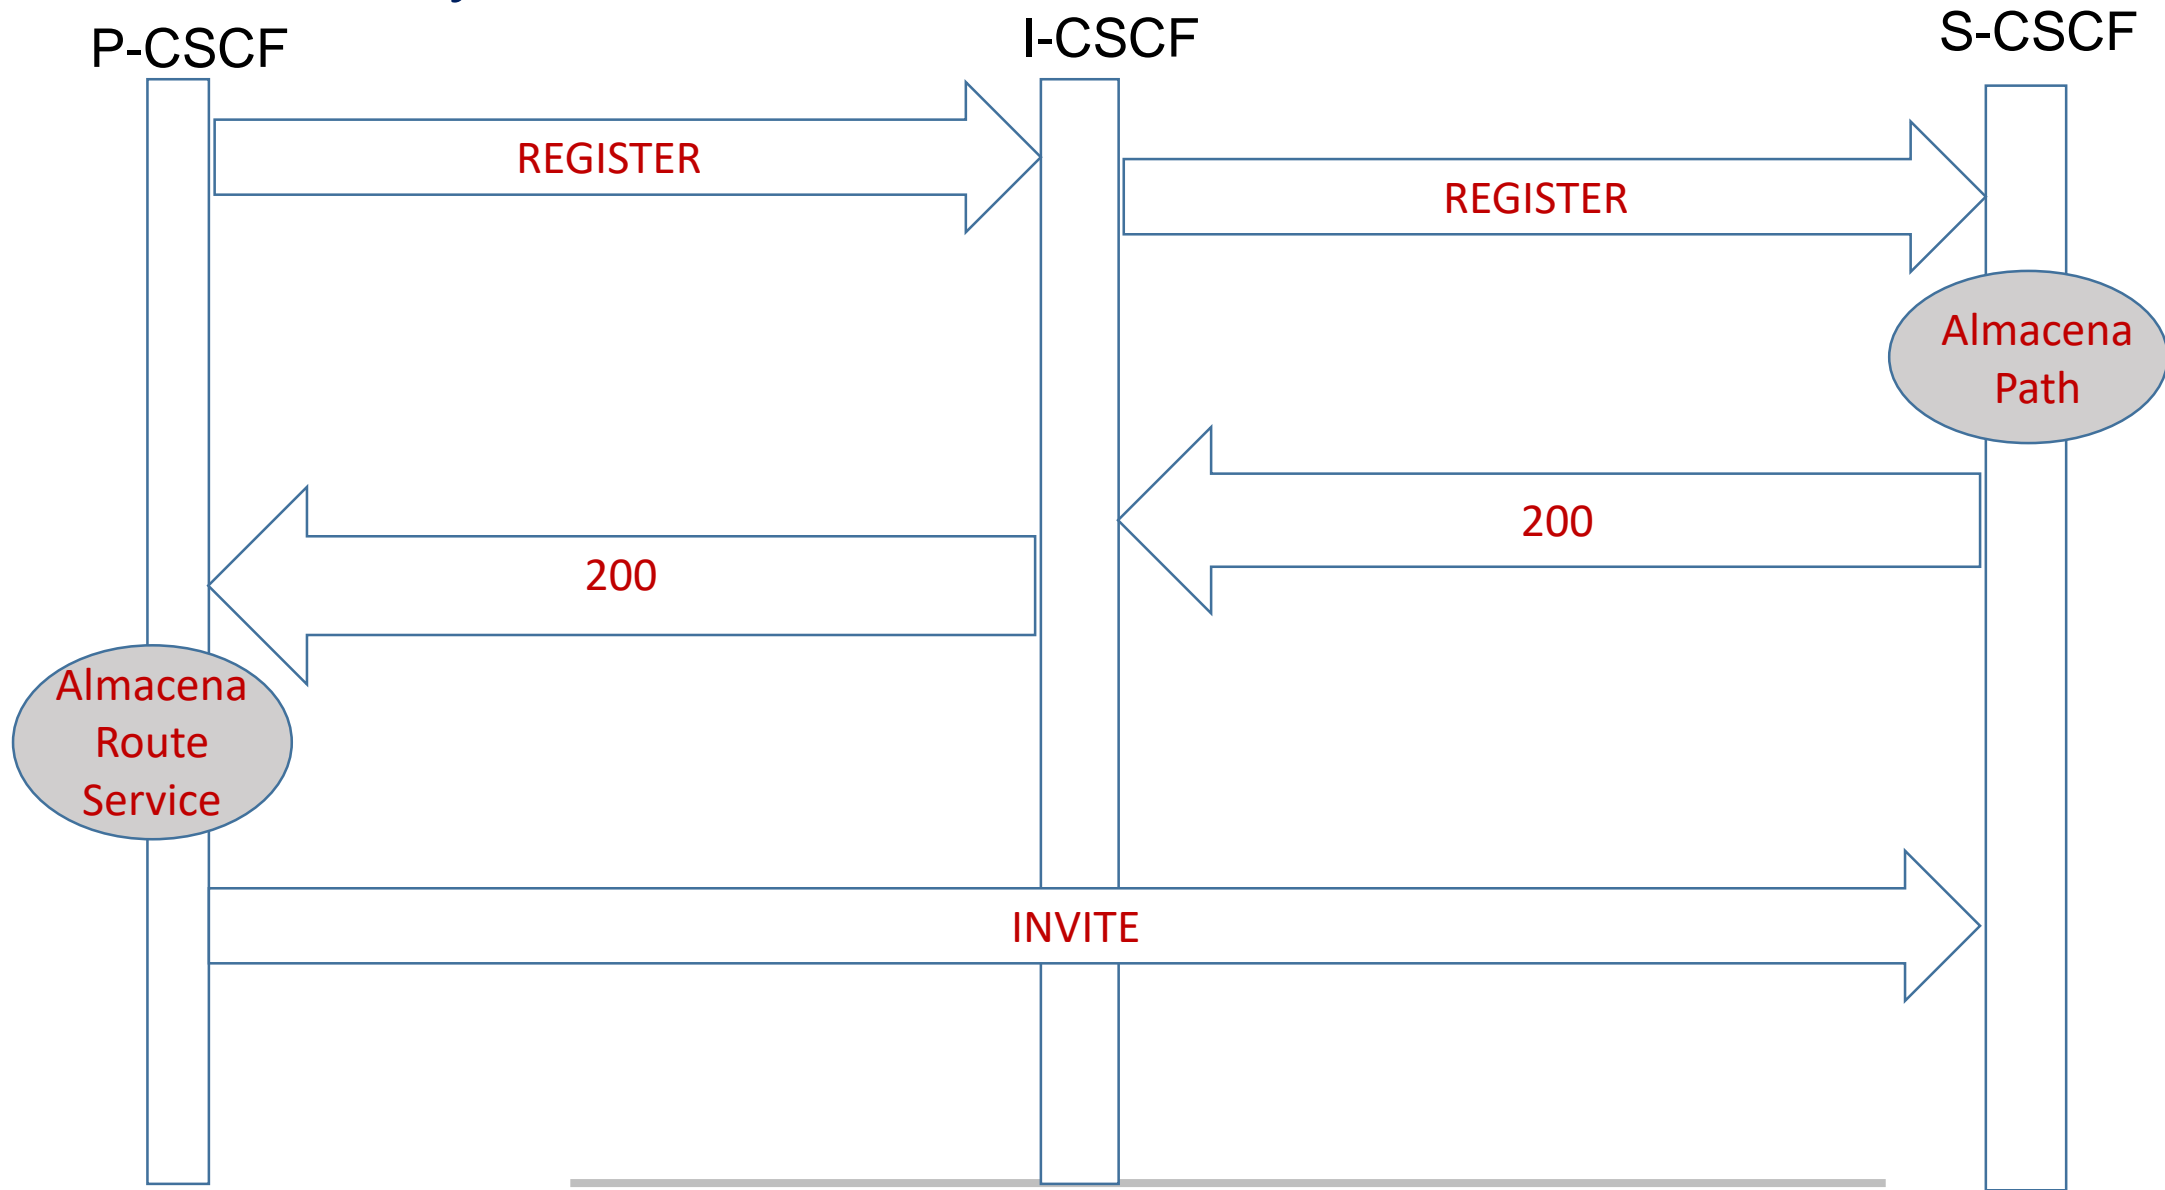 P-CSCF
I-CSCF
S-CSCF
REGISTER
REGISTER
Almacena
Path
200
200
Almacena
Route
Service
INVITE